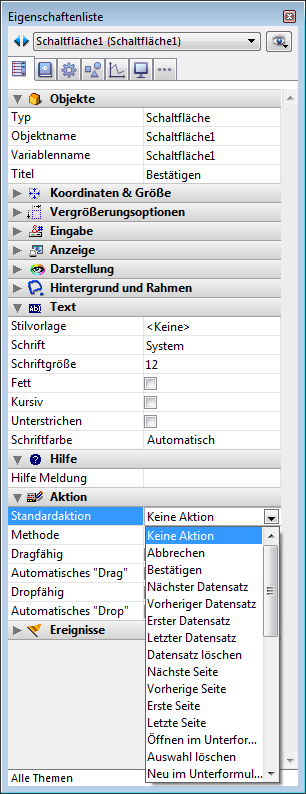 Eigenschaftenliste
Schaltfläche1 (Schaltfläche1)
Objekte
Typ Schaltfläche
Objektname Schaltfläche1
Variablenname Schaltfläche1
Titel Bestätigen
Koordinaten & Größe
Vergrößerungsoptionen
Eingabe
Anzeige
Darstellung
Hintergrund und Rahmen
Text
Stilvorlage <Keine>
Schrift System
Schriftgröße 12
Fett
Kursiv
Unterstrichen
Schriftfarbe Automatisch
Hilfe
Hilfe Meldung
Aktion
Standardaktion Keine Aktion
Methode Keine Aktion
Dragfähig Abbrechen
Automatisches "Drag" Bestätigen
Dropfähig Nächster Datensatz
Automatisches "Drop" Vorheriger Datensatz
Ereignisse Erster Datensatz
Letzter Datensatz
Datensatz löschen
Nächste Seite
Vorherige Seite
Erste Seite
Letzte Seite
Öffnen im Unterfor...
Auswahl löschen
Neu im Unterformul...
Alle Themen